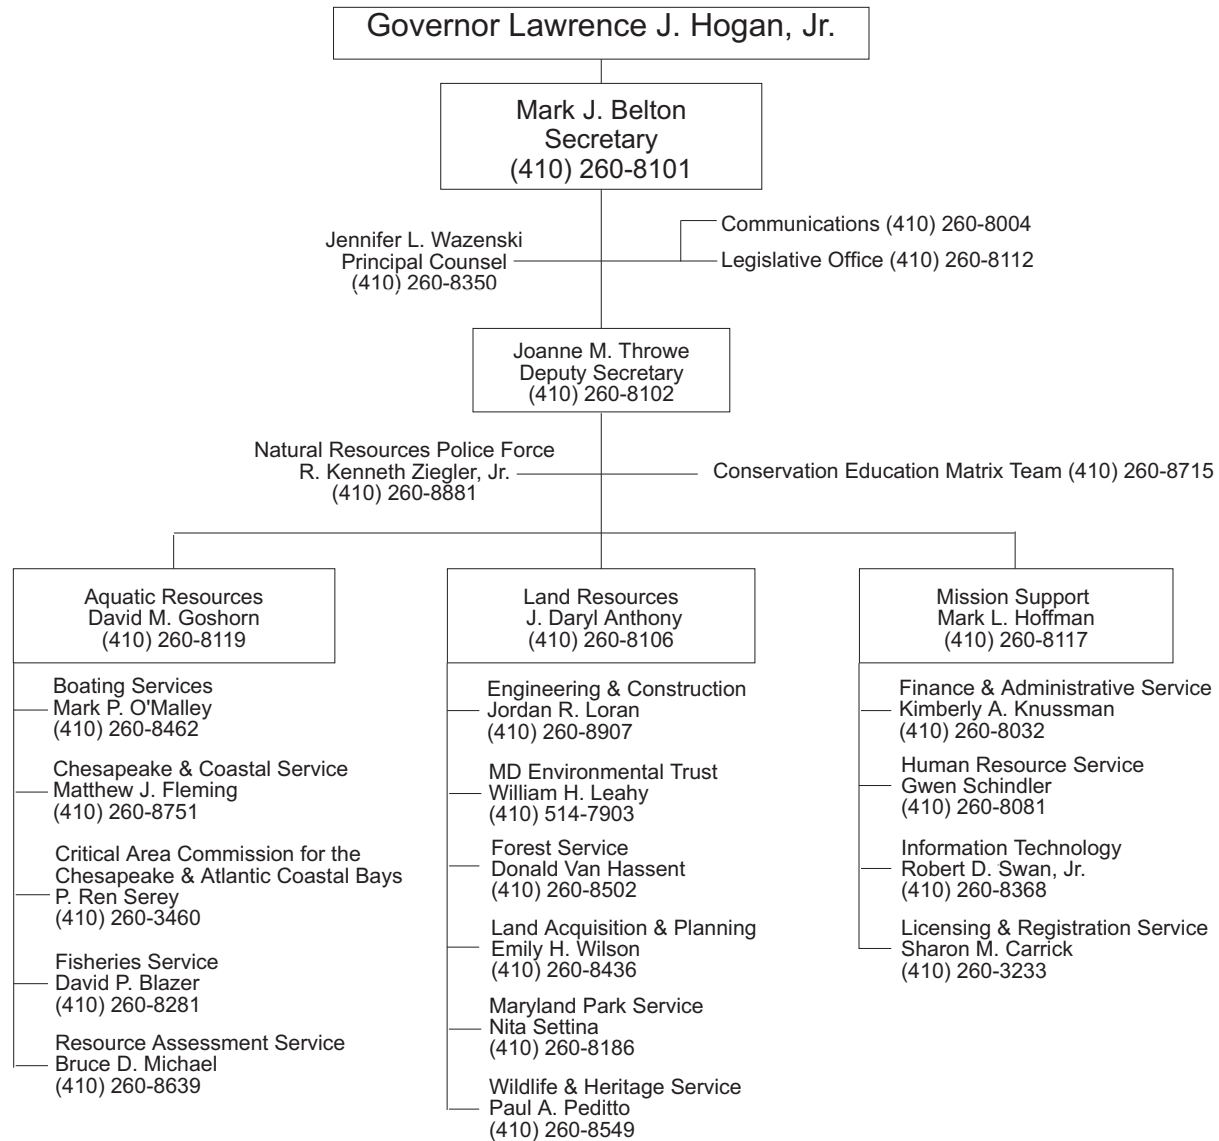 Governor Lawrence J. Hogan, Jr.
Mark J. Belton
Secretary
(410) 260-8101
Jennifer L. Wazenski
Principal Counsel
(410) 260-8350
Communications (410) 260-8004
Legislative Office (410) 260-8112
Joanne M. Throwe
Deputy Secretary
(410) 260-8102
Natural Resources Police Force
R. Kenneth Ziegler, Jr.
(410) 260-8881
Conservation Education Matrix Team (410) 260-8715
Aquatic Resources
David M. Goshorn
(410) 260-8119
Boating Services
Mark P. O'Malley
(410) 260-8462
Chesapeake & Coastal Service
Matthew J. Fleming
(410) 260-8751
Critical Area Commission for the
Chesapeake & Atlantic Coastal Bays
P. Ren Serey
(410) 260-3460
Fisheries Service
David P. Blazer
(410) 260-8281
Resource Assessment Service
Bruce D. Michael
(410) 260-8639
Land Resources
J. Daryl Anthony
(410) 260-8106
Engineering & Construction
Jordan R. Loran
(410) 260-8907
MD Environmental Trust
William H. Leahy
(410) 514-7903
Forest Service
Donald Van Hassent
(410) 260-8502
Land Acquisition & Planning
Emily H. Wilson
(410) 260-8436
Maryland Park Service
Nita Settina
(410) 260-8186
Wildlife & Heritage Service
Paul A. Peditto
(410) 260-8549
Mission Support
Mark L. Hoffman
(410) 260-8117
Finance & Administrative Service
Kimberly A. Knussman
(410) 260-8032
Human Resource Service
Gwen Schindler
(410) 260-8081
Information Technology
Robert D. Swan, Jr.
(410) 260-8368
Licensing & Registration Service
Sharon M. Carrick
(410) 260-3233